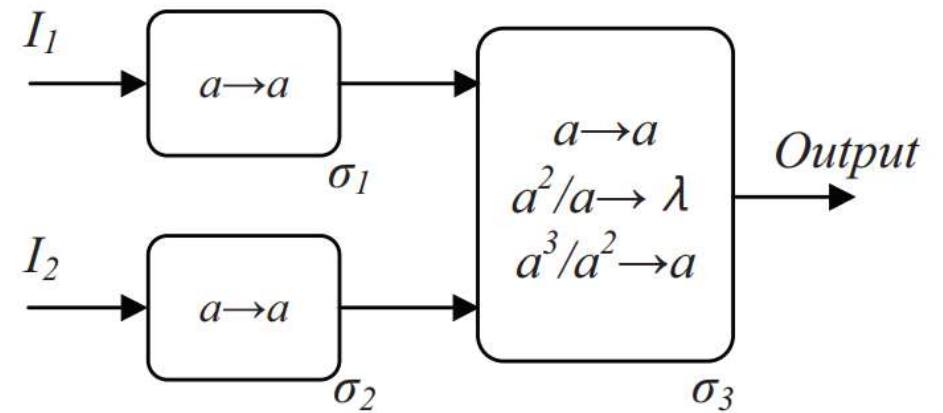 I₁
a→a
σ₁
I₂
a→a
σ₂
a→a
a²/a→ λ
a³/a²→a
σ₃
Output